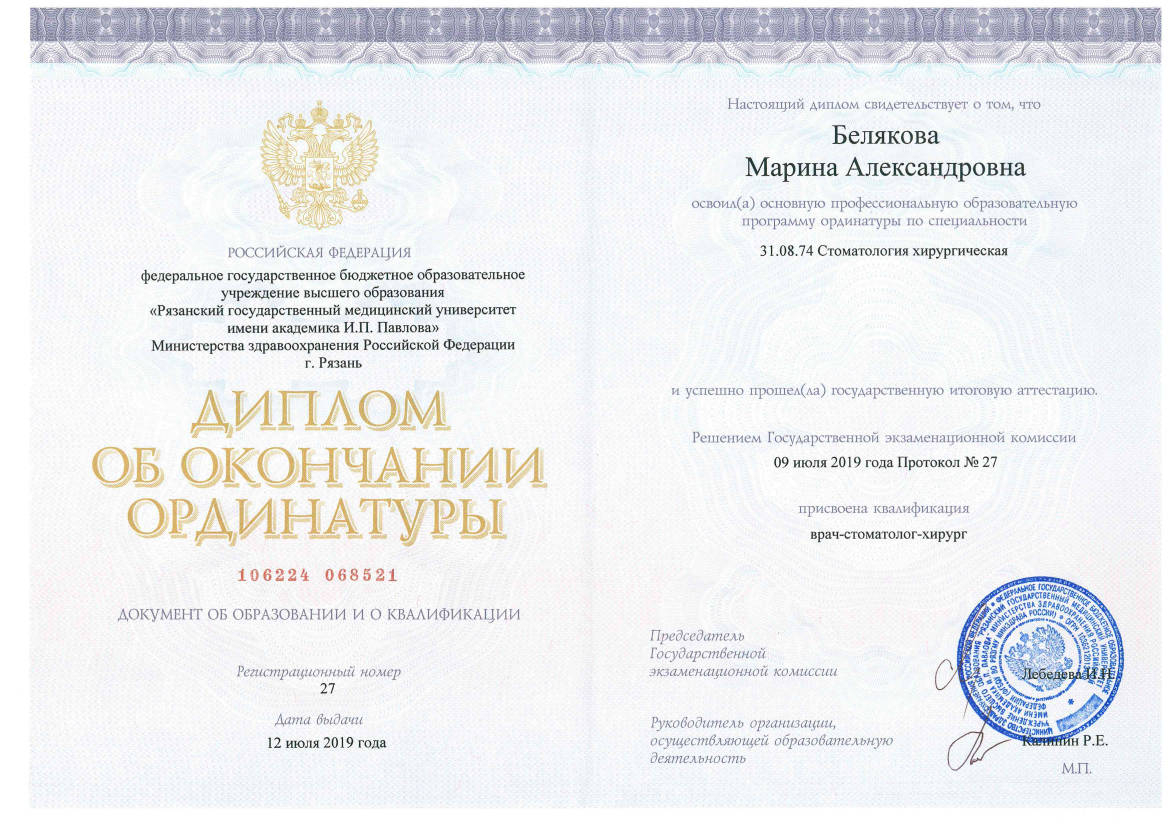 РОССИЙСКАЯ ФЕДЕРАЦИЯ
федеральное государственное бюджетное образовательное
учреждение высшего образования
«Рязанский государственный медицинский университет
имени академика И.П. Павлова»
Министерства здравоохранения Российской Федерации
г. Рязань
ДИПЛОМ
ОБ ОКОНЧАНИИ
ОРДИНАТУРЫ
106224 068521
ДОКУМЕНТ ОБ ОБРАЗОВАНИИ И О КВАЛИФИКАЦИИ
Регистрационный номер
27
Дата выдачи
12 июля 2019 года
Настоящий диплом свидетельствует о том, что
Белякова
Марина Александровна
освоил(а) основную профессиональную образовательную
программу ординатуры по специальности
31.08.74 Стоматология хирургическая
и успешно прошел(ла) государственную итоговую аттестацию.
Решением Государственной экзаменационной комиссии
09 июля 2019 года Протокол № 27
присвоена квалификация
врач-стоматолог-хирург
Председатель
Государственной
экзаменационной комиссии
Лебедева И.Н.
Руководитель организации,
осуществляющей образовательную
деятельность
Калинин Р.Е.
М.П.